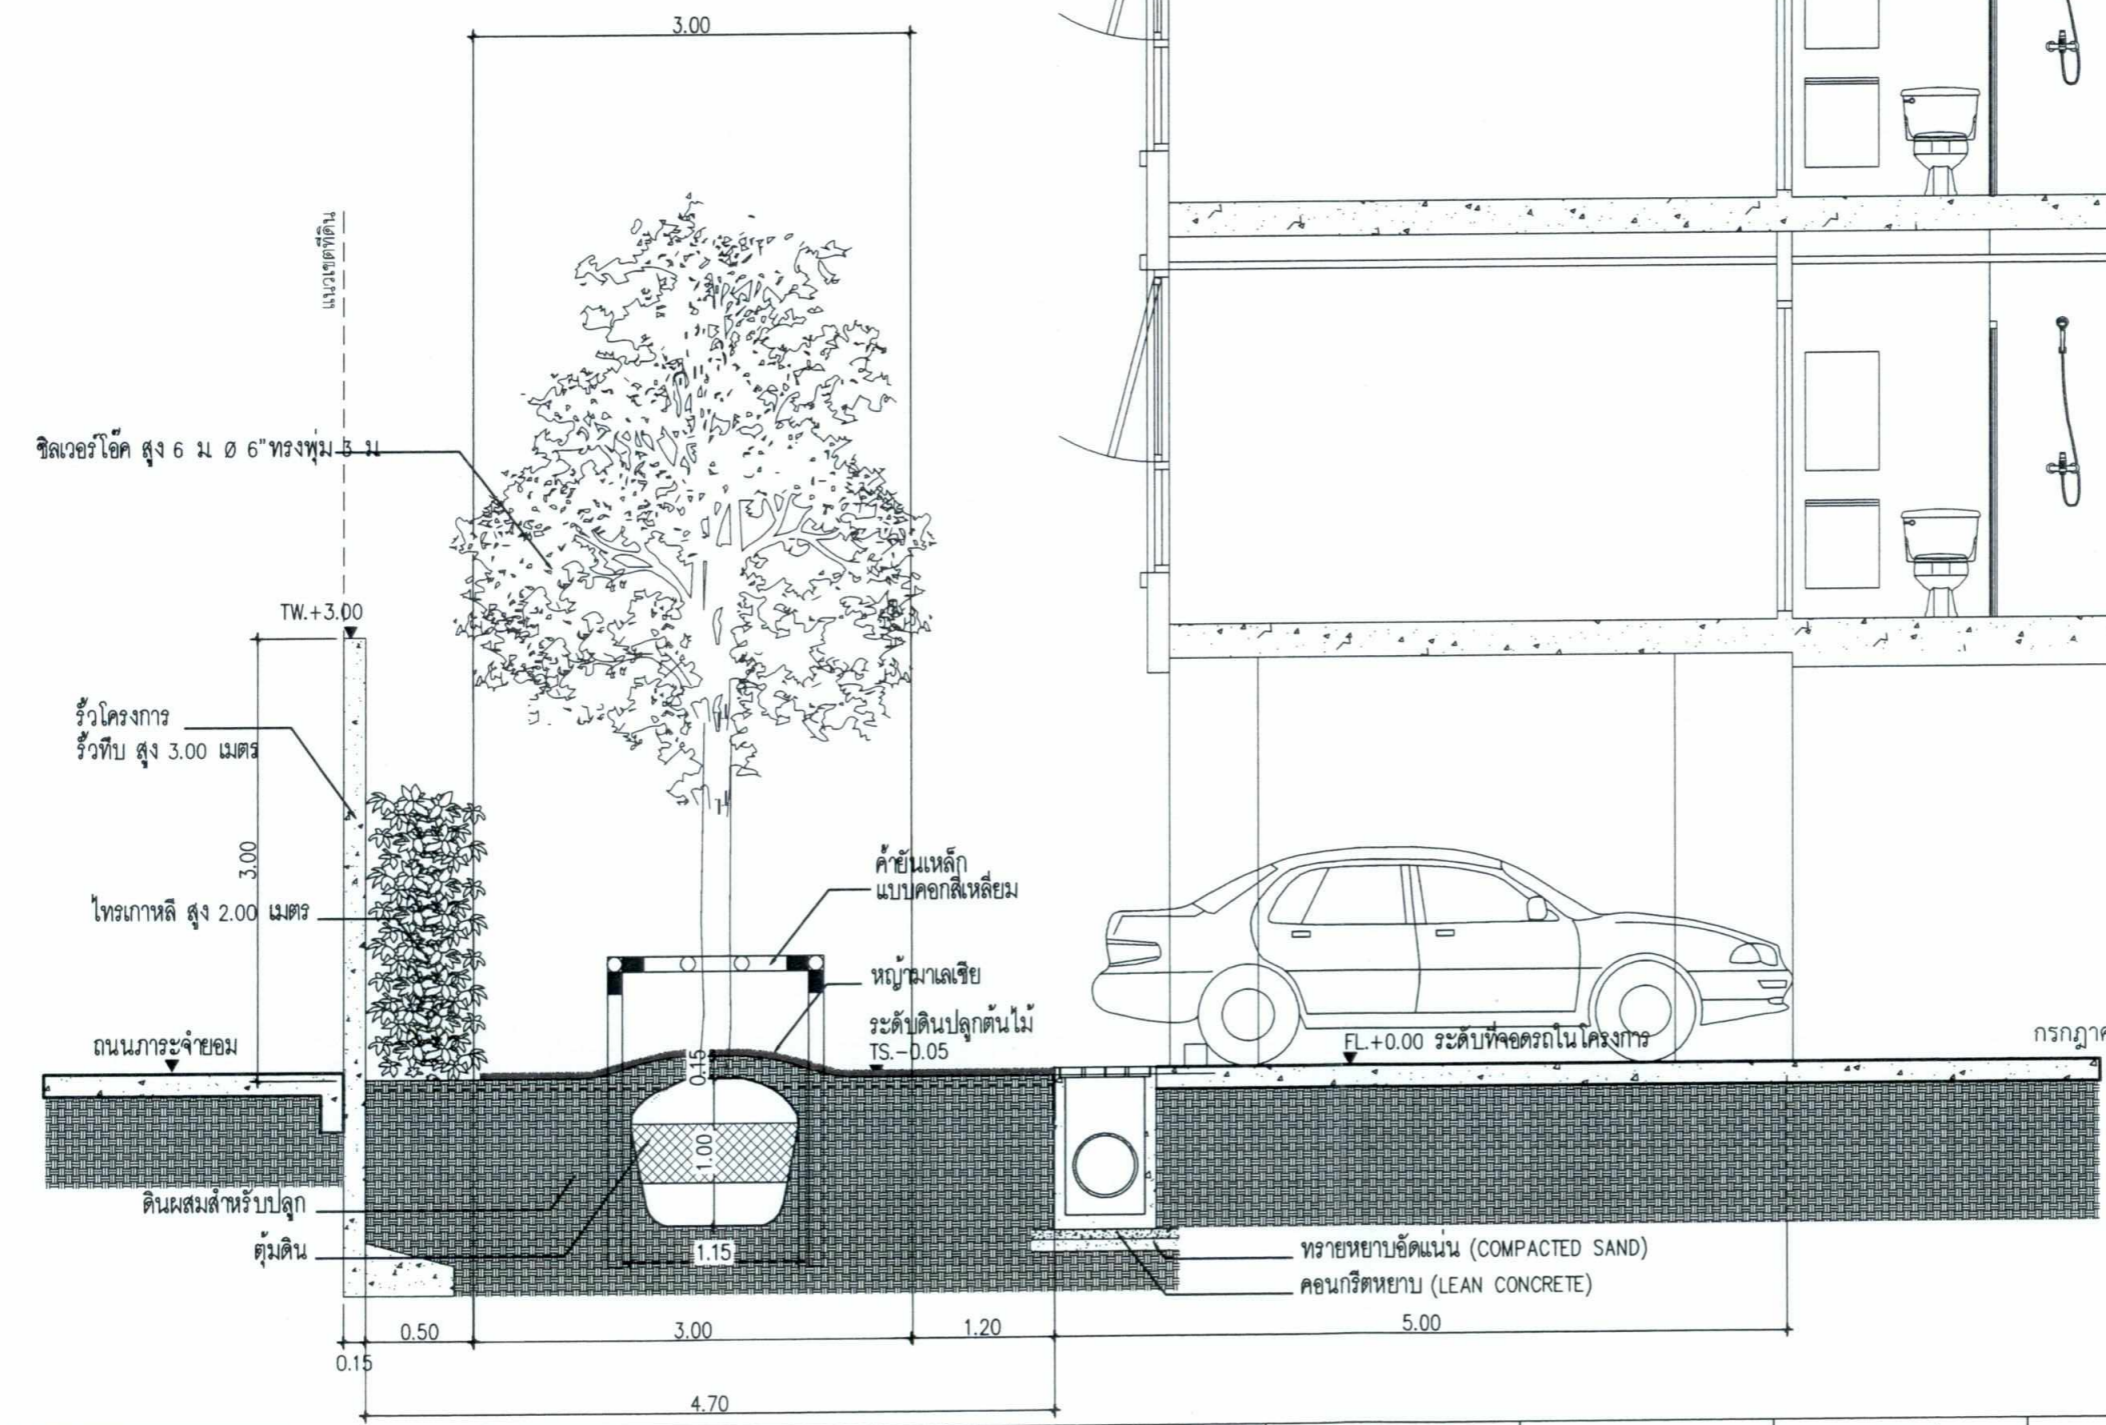 3.00
แนวเขตที่ดิน
ซิลเวอร์โอ๊ค สูง 6 ม. Ø 6" ทรงพุ่ม 3 ม
TW.+3.00
รั้วโครงการ
รั้วทึบ สูง 3.00 เมตร
3.00
ค้ำยันเหล็ก
แบบคอกสี่เหลี่ยม
ไทรเกาหลี สูง 2.00 เมตร
หญ้ามาเลเซีย
ระดับดินปลูกต้นไม้
TS.-0.05
ถนนภาระจำยอม
FL.+0.00 ระดับที่จอดรถในโครงการ
0.15
1.00
ดินผสมสำหรับปลูก
ตุ้มดิน
1.15
ทรายหยาบอัดแน่น (COMPACTED SAND)
คอนกรีตหยาบ (LEAN CONCRETE)
0.15
0.50
3.00
1.20
5.00
4.70